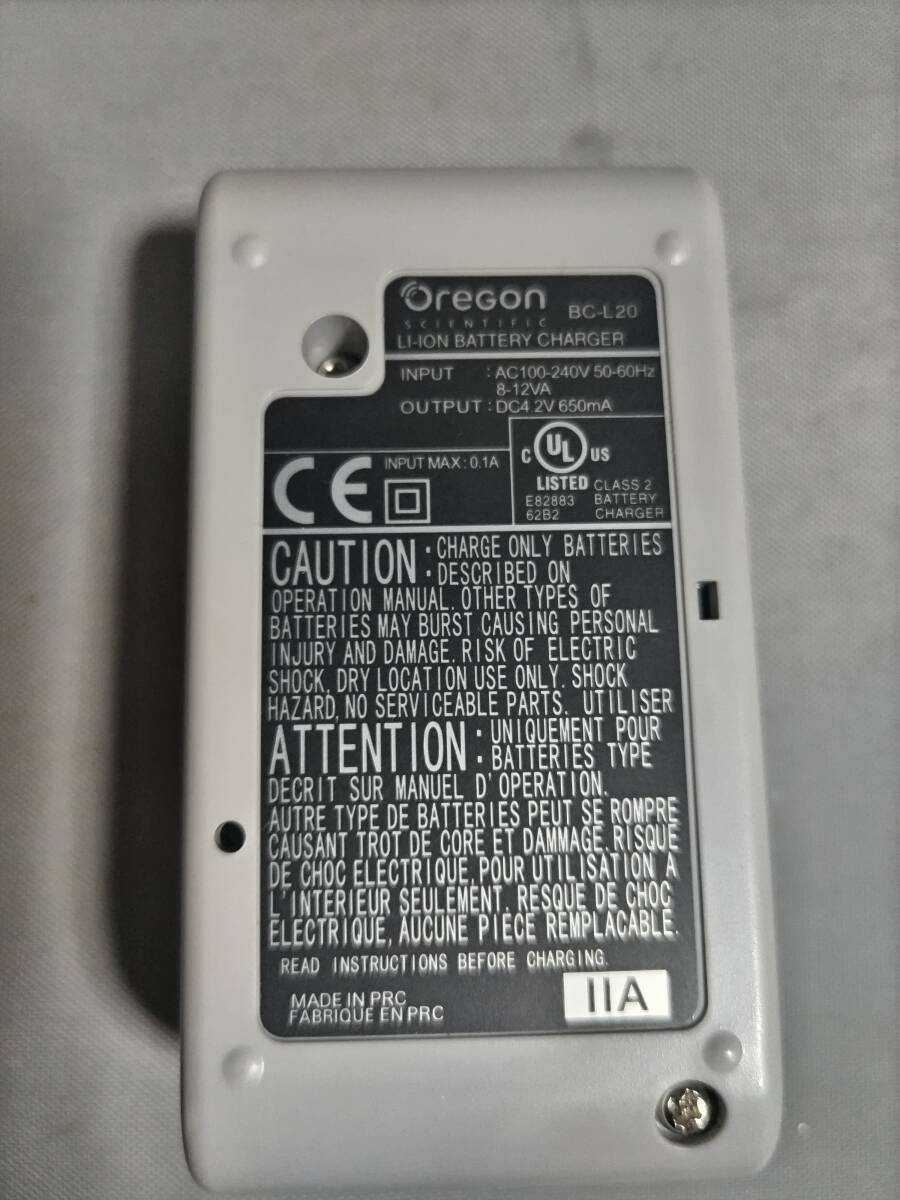 Oregon
SCIENTIFIC
BC-L20
LI-ION BATTERY CHARGER
INPUT : AC100-240V 50-60Hz
8-12VA
OUTPUT : DC4.2V 650mA
CE
INPUT MAX : 0.1A
C UL US
LISTED
E82883
62B2
CLASS 2
BATTERY
CHARGER
CAUTION : CHARGE ONLY BATTERIES
DESCRIBED ON
OPERATION MANUAL. OTHER TYPES OF
BATTERIES MAY BURST CAUSING PERSONAL
INJURY AND DAMAGE. RISK OF ELECTRIC
SHOCK. DRY LOCATION USE ONLY. SHOCK
HAZARD, NO SERVICEABLE PARTS. UTILISER
ATTENTION : UNIQUEMENT POUR
BATTERIES TYPE
DECRIT SUR MANUEL D'OPERATION.
AUTRE TYPE DE BATTERIES PEUT SE ROMPRE
CAUSANT TROT DE CORE ET DAMMAGE. RISQUE
DE CHOC ELECTRIQUE. POUR UTILISATION A
L'INTERIEUR SEULEMENT. RESQUE DE CHOC
ELECTRIQUE, AUCUNE PIECE REMPLACABLE.
READ INSTRUCTIONS BEFORE CHARGING.
MADE IN PRC
FABRIQUE EN PRC
IIA